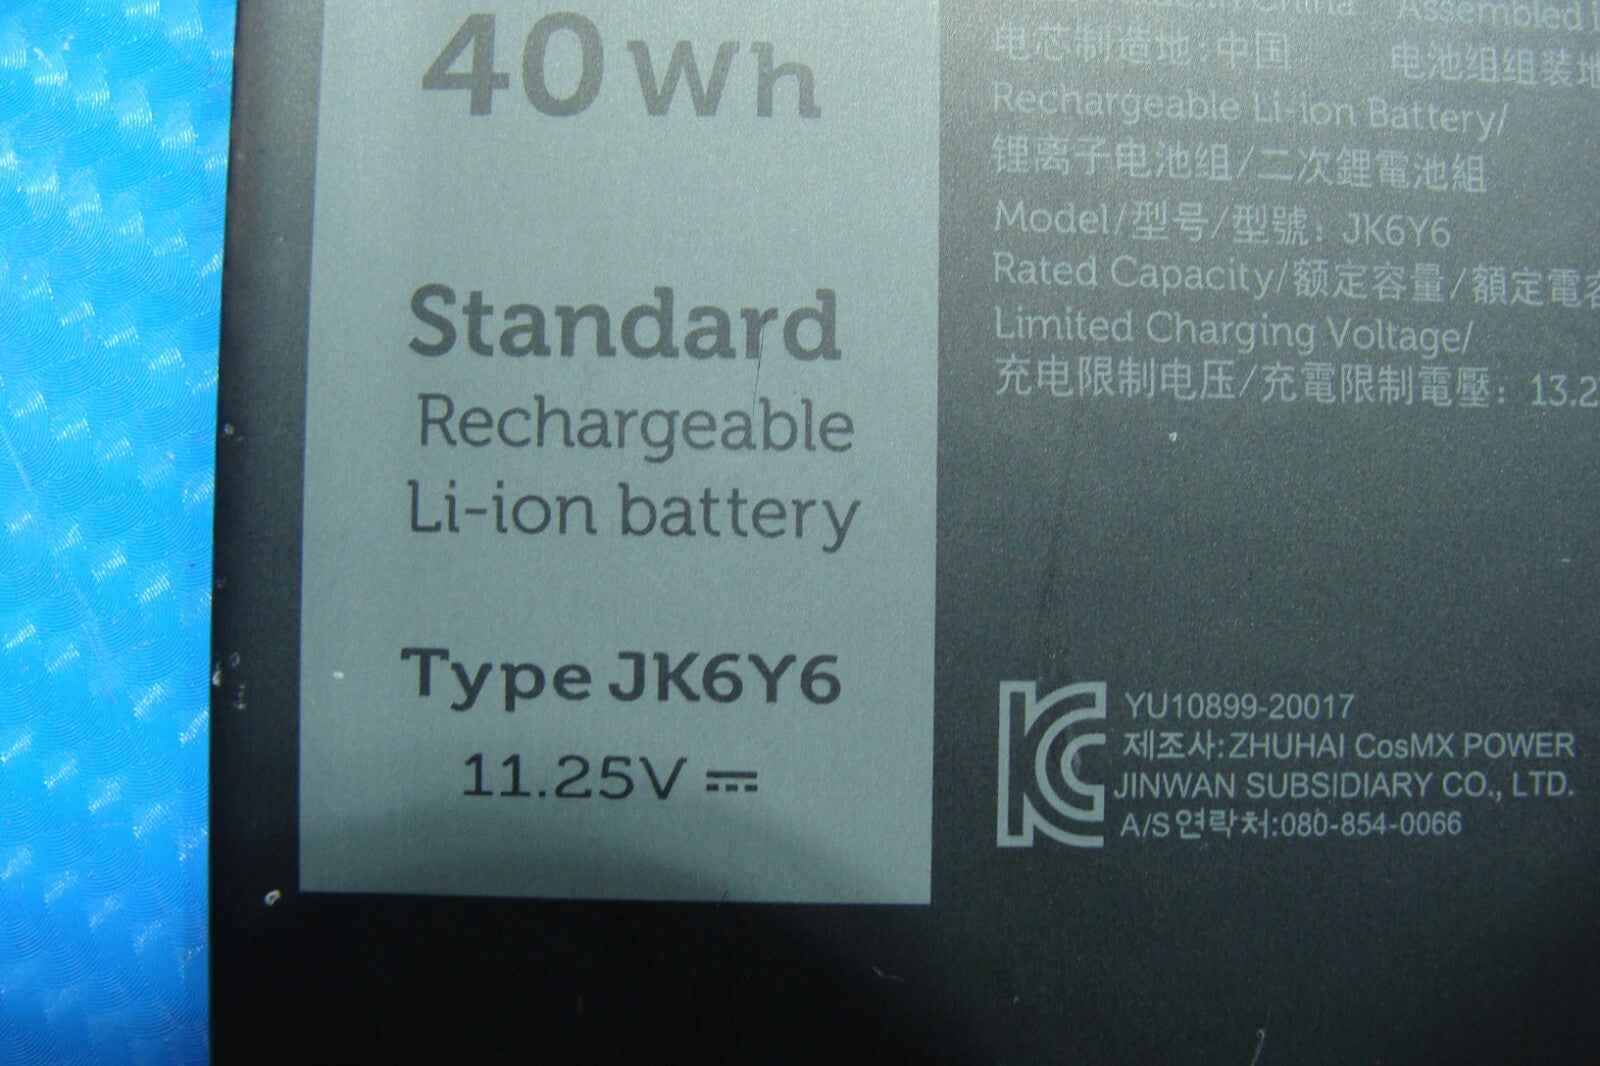 40 Wh
Standard
Rechargeable
Li-ion battery
Type JK6Y6
11.25V
in China Assembled i
电芯制造地:中国 电池组组装地
Rechargeable Li-ion Battery/
锂离子电池组/二次鋰電池組
Model/型号/型號: JK6Y6
Rated Capacity/额定容量/額定電容
Limited Charging Voltage/
充电限制电压/充電限制電壓: 13.2
YU10899-20017
제조사:ZHUHAI CosMX POWER
JINWAN SUBSIDIARY CO., LTD.
A/S연락처:080-854-0066